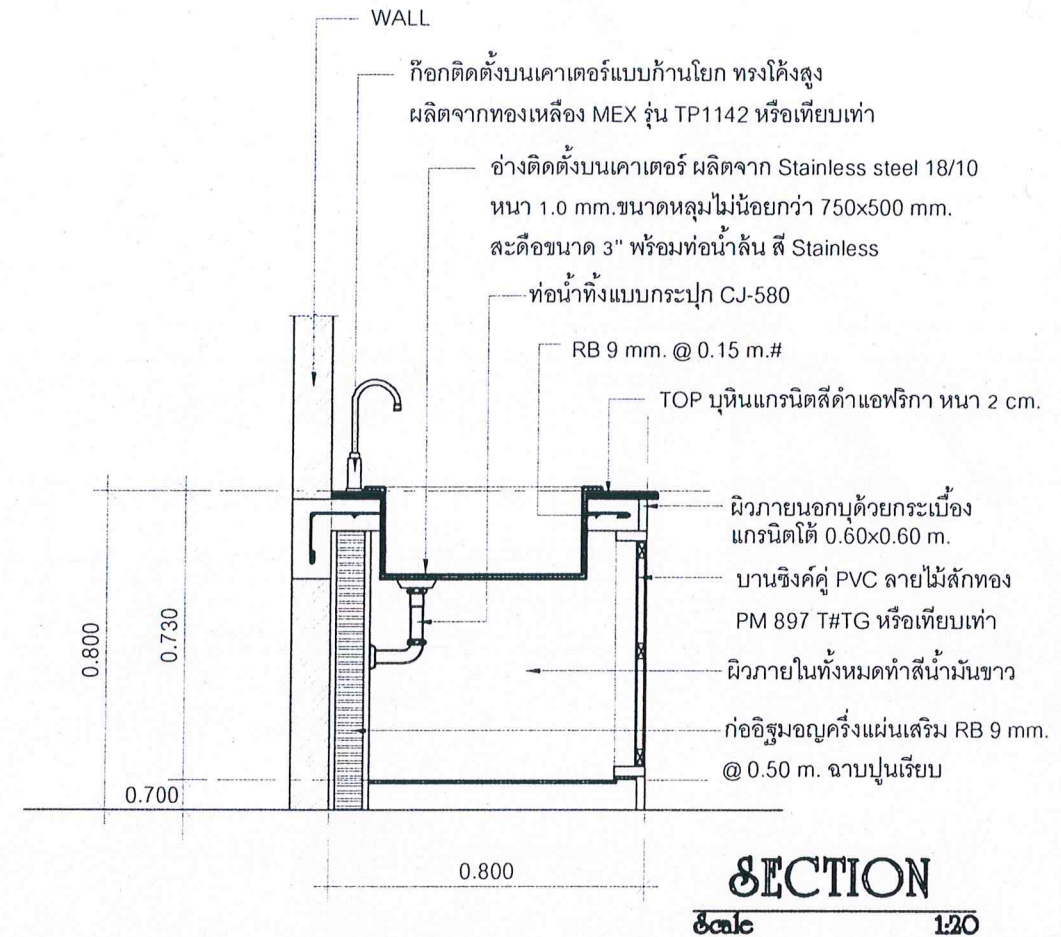 WALL
ก๊อกติดตั้งบนเคาเตอร์แบบก้านโยก ทรงโค้งสูง
ผลิตจากทองเหลือง MEX รุ่น TP1142 หรือเทียบเท่า
อ่างติดตั้งบนเคาเตอร์ ผลิตจาก Stainless steel 18/10
หนา 1.0 mm.ขนาดหลุมไม่น้อยกว่า 750x500 mm.
สะดือขนาด 3" พร้อมท่อน้ำล้น สี Stainless
ท่อน้ำทิ้งแบบกระปุก CJ-580
RB 9 mm. @ 0.15 m.#
TOP บุหินแกรนิตสีดำแอฟริกา หนา 2 cm.
ผิวภายนอกบุด้วยกระเบื้อง
แกรนิตโต้ 0.60x0.60 m.
บานซิงค์คู่ PVC ลายไม้สักทอง
PM 897 T#TG หรือเทียบเท่า
ผิวภายในทั้งหมดทำสีน้ำมันขาว
ก่ออิฐมอญครึ่งแผ่นเสริม RB 9 mm.
@ 0.50 m. ฉาบปูนเรียบ
0.800
0.730
0.700
0.800
SECTION
Scale 1:20